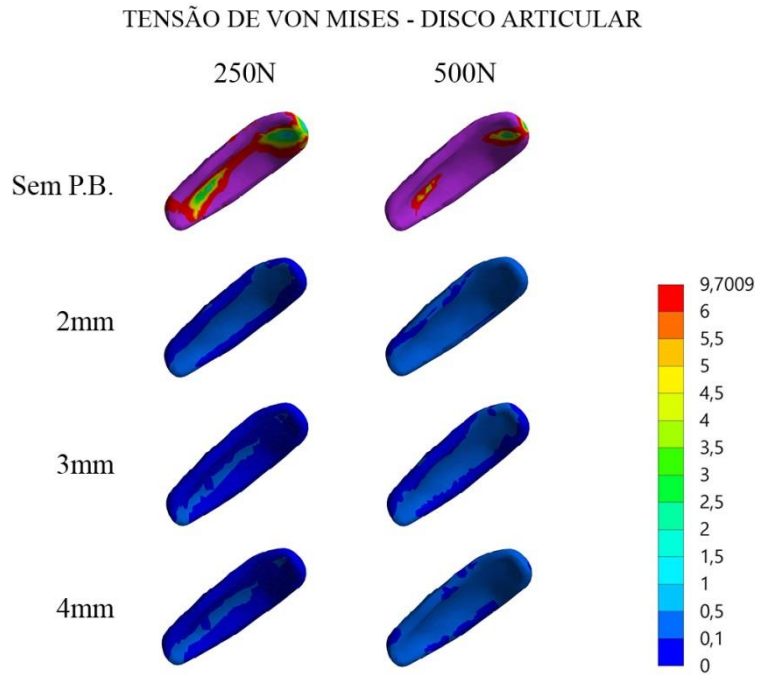 TENSÃO DE VON MISES - DISCO ARTICULAR
250N 500N
Sem P.B.
2mm
3mm
4mm
9,7009
6
5,5
5
4,5
4
3,5
3
2,5
2
1,5
1
0,5
0,1
0